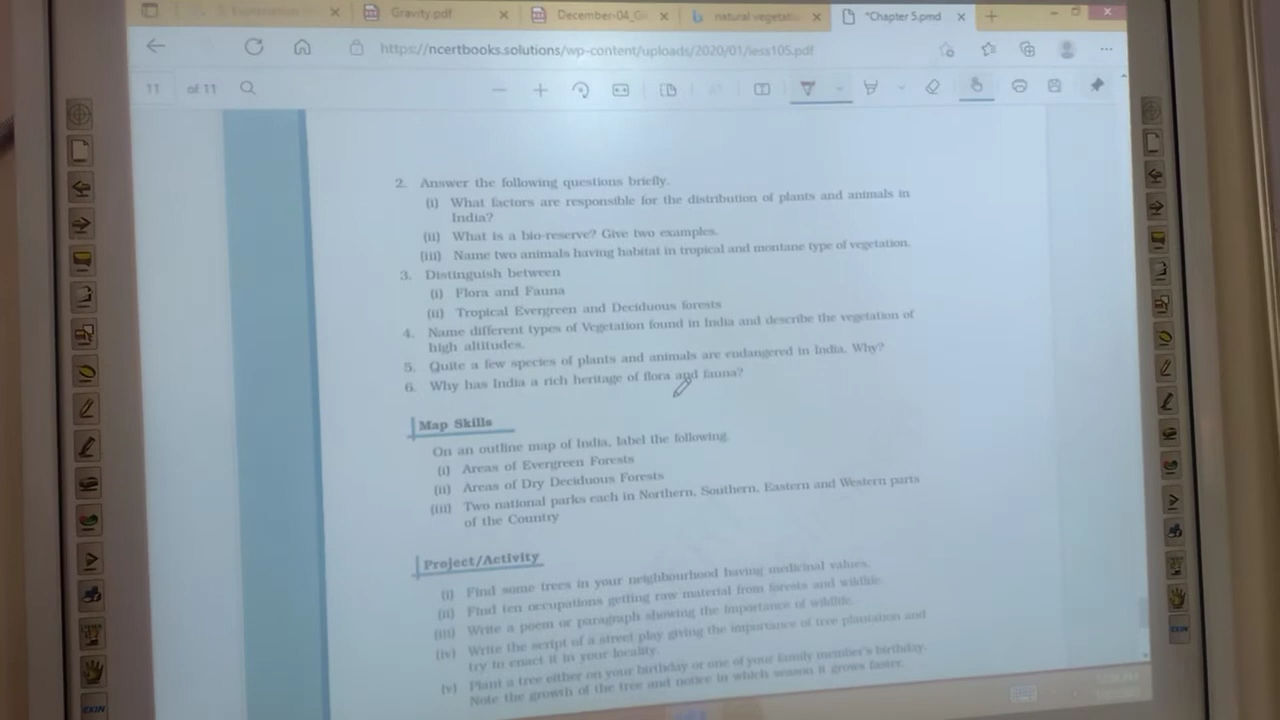 Gravity.pdf
December-04_G
natural vegetati
*Chapter 5.pmd
https://ncertbooks.solutions/wp-content/uploads/2020/01/iess105.pdf
11 of 11
2. Answer the following questions briefly.
(i) What factors are responsible for the distribution of plants and animals in
India?
(ii) What is a bio-reserve? Give two examples.
(iii) Name two animals having habitat in tropical and montane type of vegetation.
3. Distinguish between
(i) Flora and Fauna
(ii) Tropical Evergreen and Deciduous forests
4. Name different types of Vegetation found in India and describe the vegetation of
high altitudes.
5. Quite a few species of plants and animals are endangered in India. Why?
6. Why has India a rich heritage of flora and fauna?
Map Skills
On an outline map of India, label the following.
(i) Areas of Evergreen Forests
(ii) Areas of Dry Deciduous Forests
(iii) Two national parks each in Northern, Southern, Eastern and Western parts
of the Country
Project/Activity
(i) Find some trees in your neighbourhood having medicinal values.
(ii) Find ten occupations getting raw material from forests and wildlife.
(iii) Write a poem or paragraph showing the importance of wildlife.
(iv) Write the script of a street play giving the importance of tree plantation and
try to enact it in your locality.
(v) Plant a tree either on your birthday or one of your family member's birthday.
Note the growth of the tree and notice in which season it grows faster.
EXIN